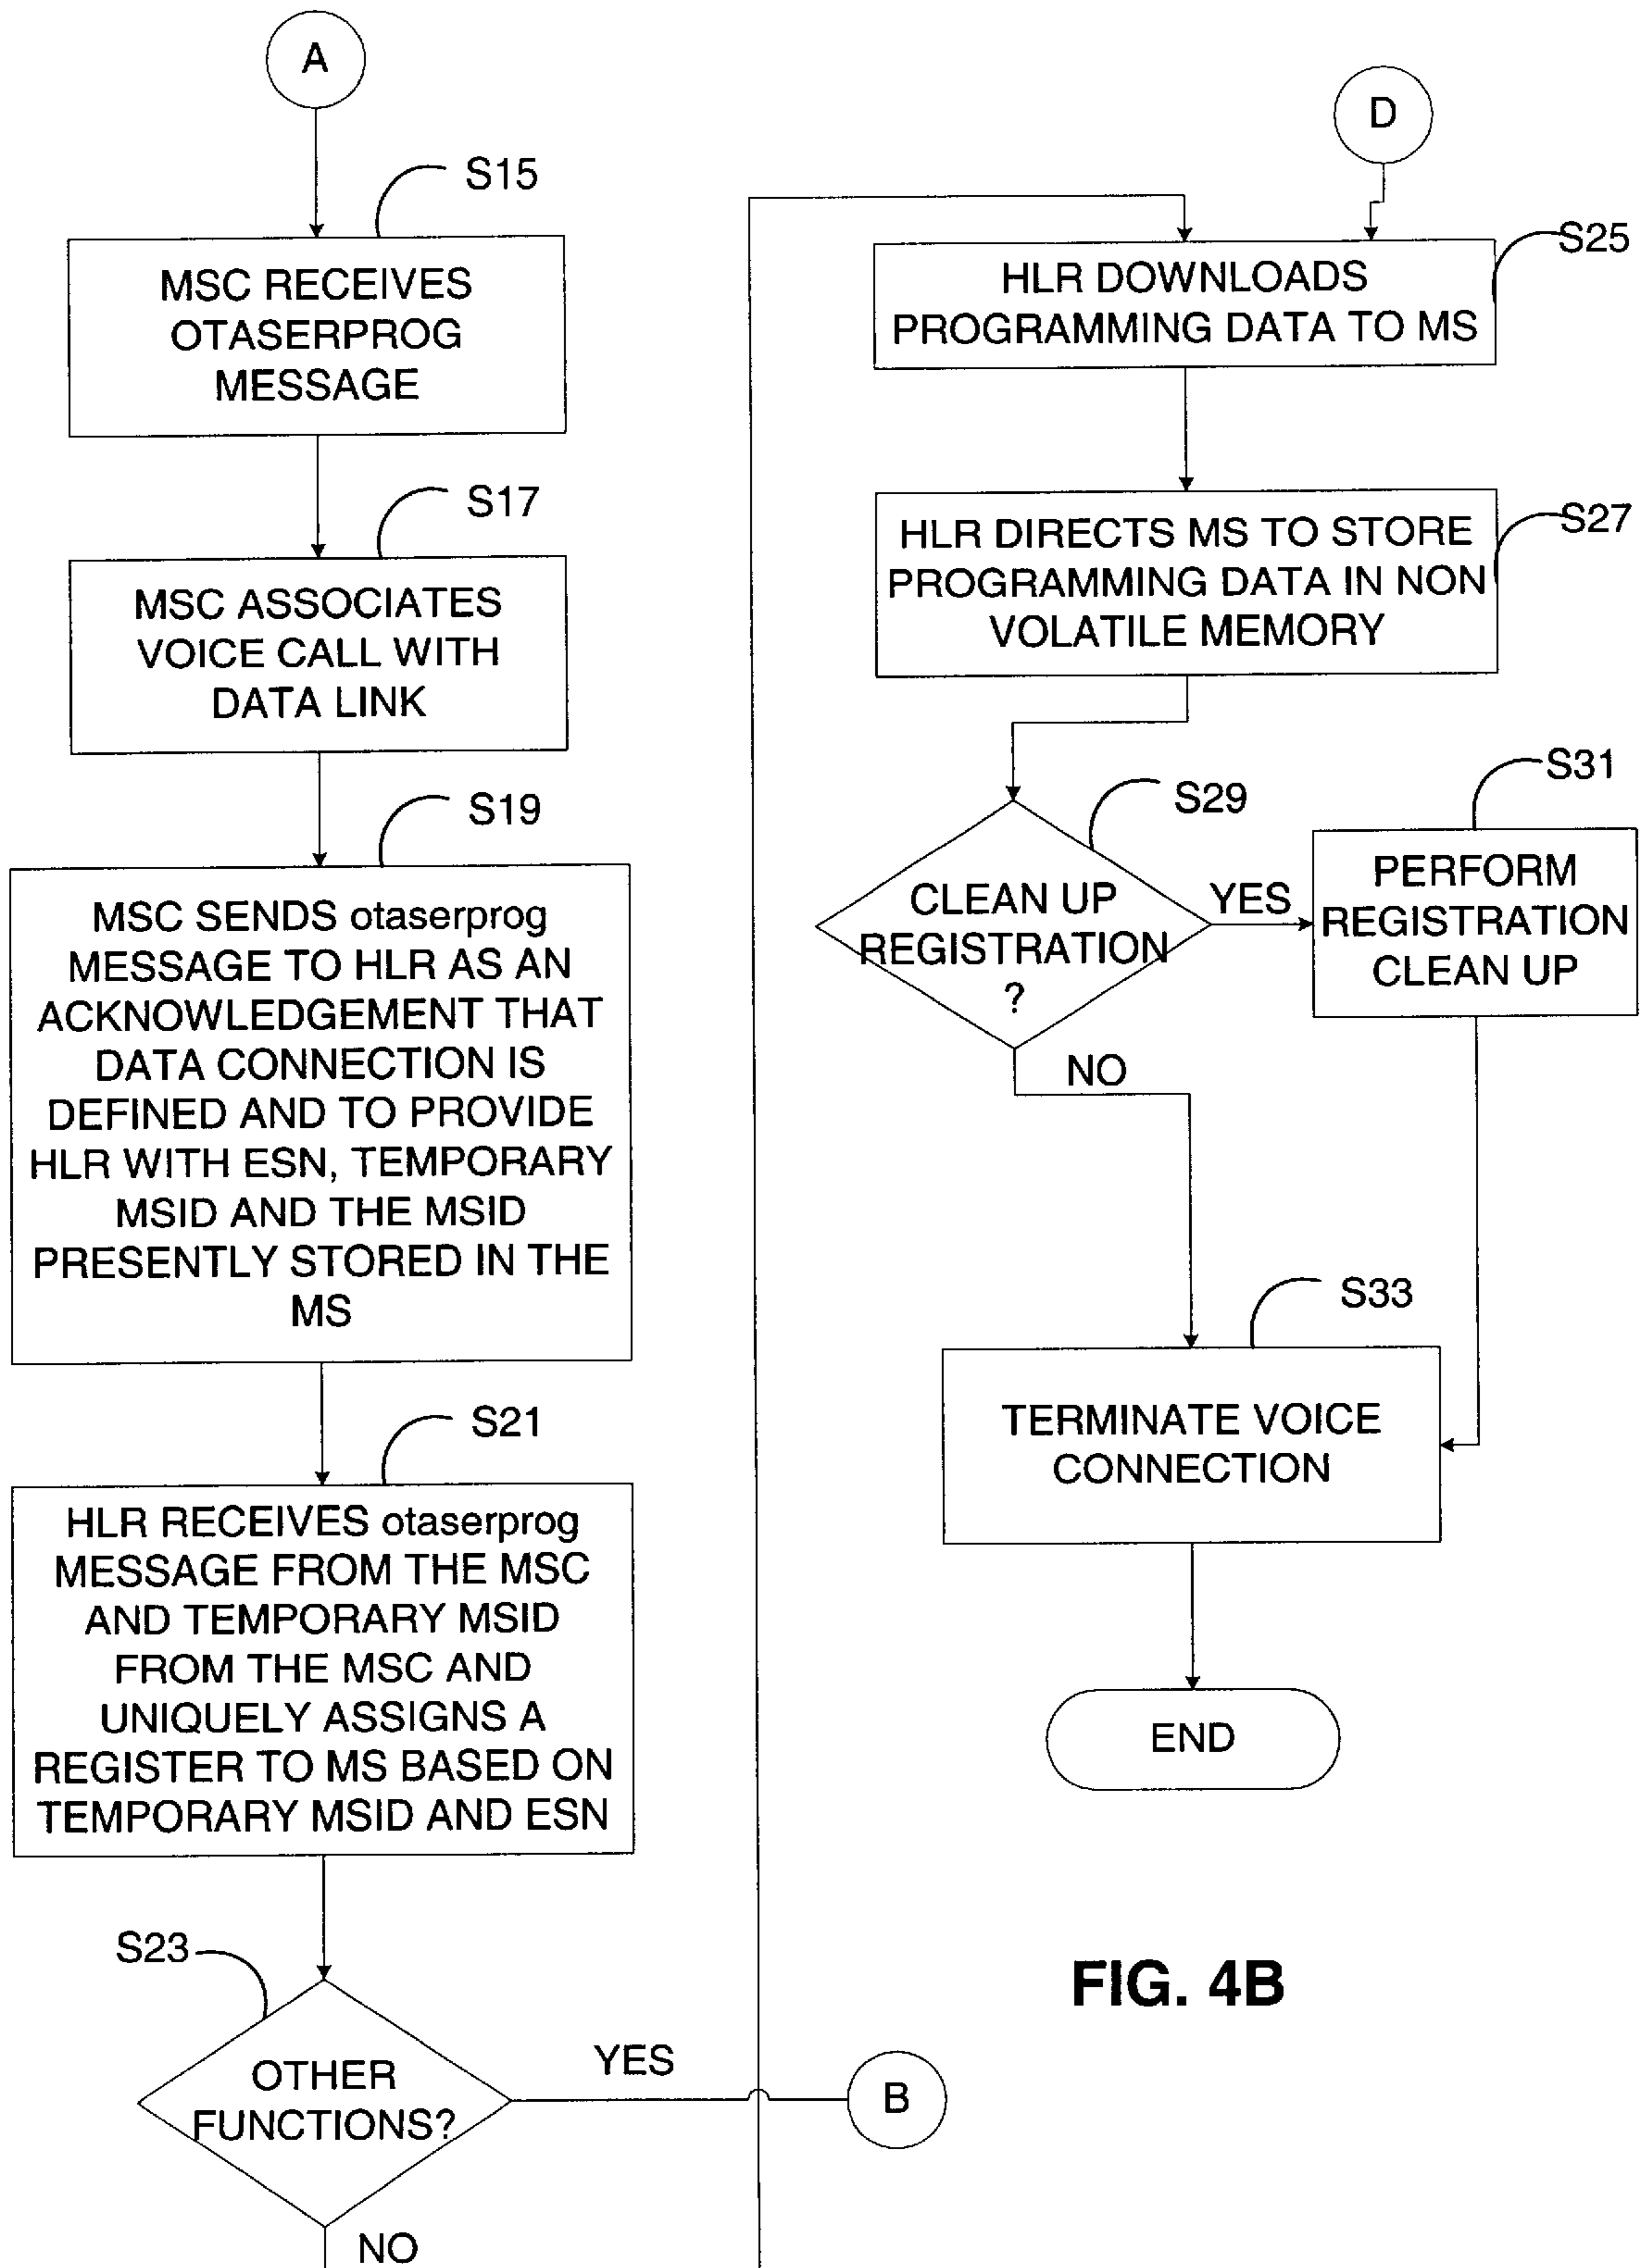 A
S15
MSC RECEIVES
OTASERPROG
MESSAGE
S17
MSC ASSOCIATES
VOICE CALL WITH
DATA LINK
S19
MSC SENDS otaserprog
MESSAGE TO HLR AS AN
ACKNOWLEDGEMENT THAT
DATA CONNECTION IS
DEFINED AND TO PROVIDE
HLR WITH ESN, TEMPORARY
MSID AND THE MSID
PRESENTLY STORED IN THE
MS
S21
HLR RECEIVES otaserprog
MESSAGE FROM THE MSC
AND TEMPORARY MSID
FROM THE MSC AND
UNIQUELY ASSIGNS A
REGISTER TO MS BASED ON
TEMPORARY MSID AND ESN
S23
OTHER
FUNCTIONS?
YES
B
NO
D
S25
HLR DOWNLOADS
PROGRAMMING DATA TO MS
S27
HLR DIRECTS MS TO STORE
PROGRAMMING DATA IN NON
VOLATILE MEMORY
S29
CLEAN UP
REGISTRATION
?
YES
S31
PERFORM
REGISTRATION
CLEAN UP
NO
S33
TERMINATE VOICE
CONNECTION
END
FIG. 4B